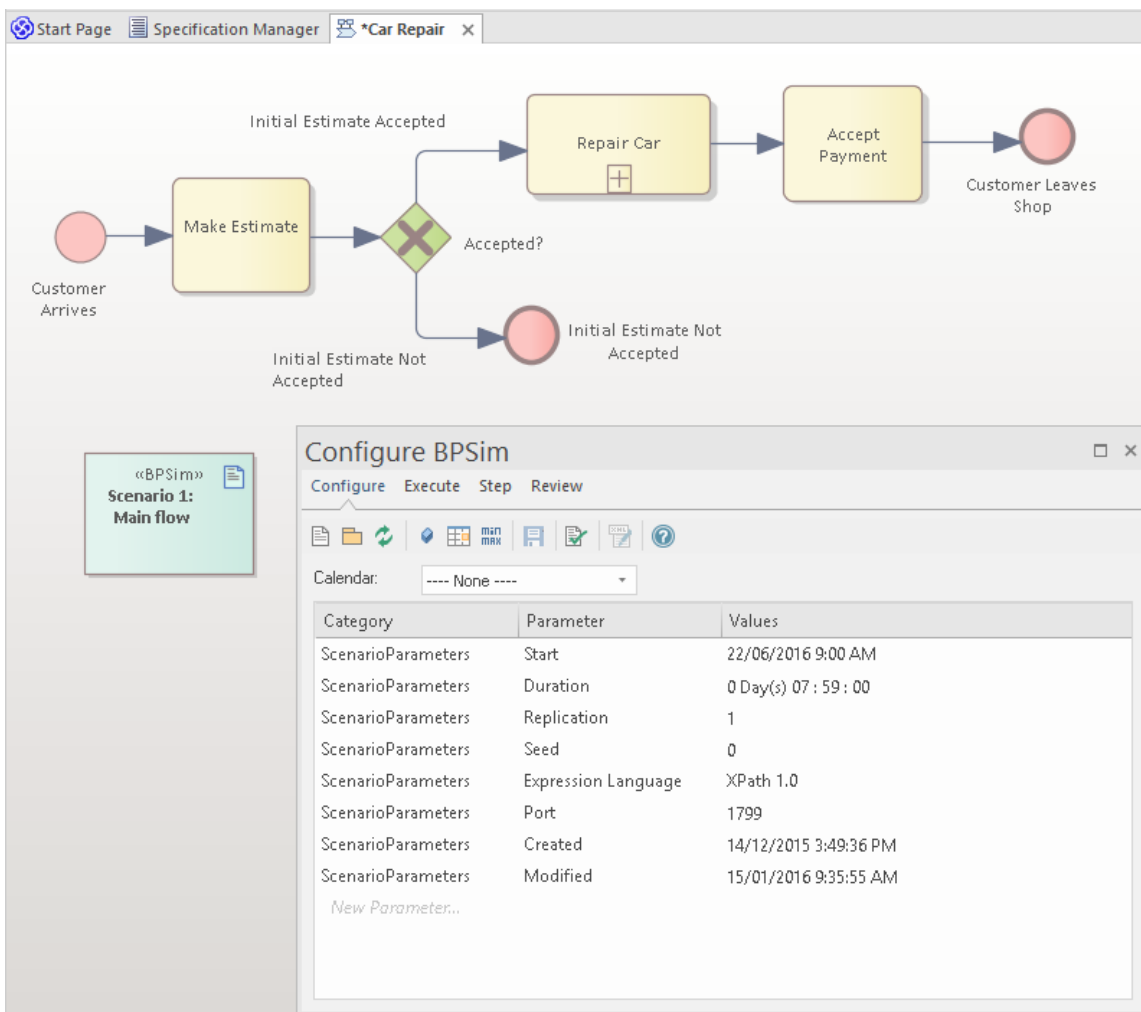 Start Page Specification Manager *Car Repair ×
Initial Estimate Accepted
Repair Car
Accept
Payment
Customer Leaves
Shop
Make Estimate
Accepted?
Customer
Arrives
Initial Estimate Not
Accepted
Initial Estimate Not
Accepted
«BPSim»
Scenario 1:
Main flow
Configure BPSim
Configure Execute Step Review
min
max
XML
Calendar: ---- None ----
Category Parameter Values
ScenarioParameters Start 22/06/2016 9:00 AM
ScenarioParameters Duration 0 Day(s) 07 : 59 : 00
ScenarioParameters Replication 1
ScenarioParameters Seed 0
ScenarioParameters Expression Language XPath 1.0
ScenarioParameters Port 1799
ScenarioParameters Created 14/12/2015 3:49:36 PM
ScenarioParameters Modified 15/01/2016 9:35:55 AM
New Parameter...